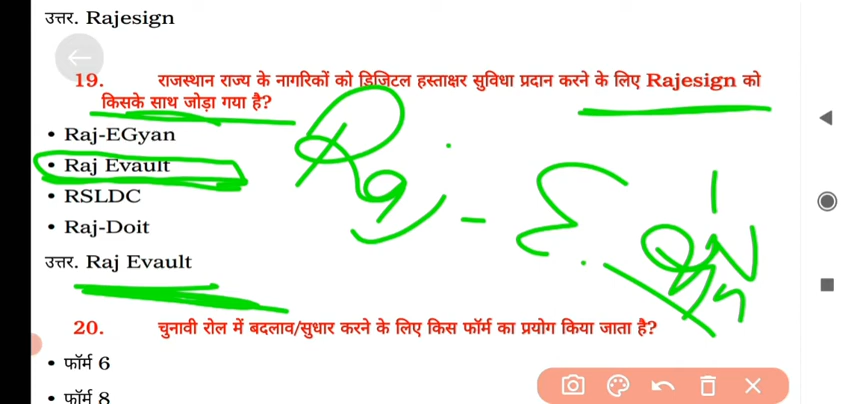 उत्तर. Rajesign
19. राजस्थान राज्य के नागरिकों को डिजिटल हस्ताक्षर सुविधा प्रदान करने के लिए Rajesign को
किसके साथ जोड़ा गया है?
• Raj-EGyan
• Raj Evault
• RSLDC
• Raj-Doit
उत्तर. Raj Evault
20. चुनावी रोल में बदलाव/सुधार करने के लिए किस फॉर्म का प्रयोग किया जाता है?
• फॉर्म 6
• फॉर्म 8